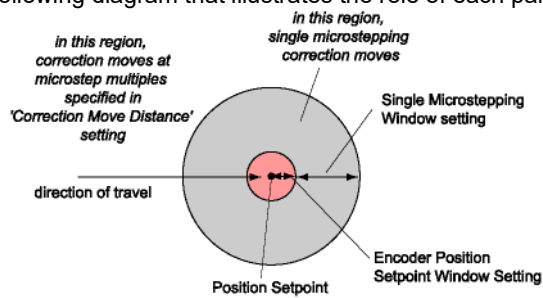 following diagram that illustrates the role of each par
in this region,
correction moves at
microstep multiples
specified in
'Correction Move Distance'
setting
in this region,
single microstepping
correction moves
Single Microstepping
Window setting
direction of travel
Encoder Position
Setpoint Window Setting
Position Setpoint